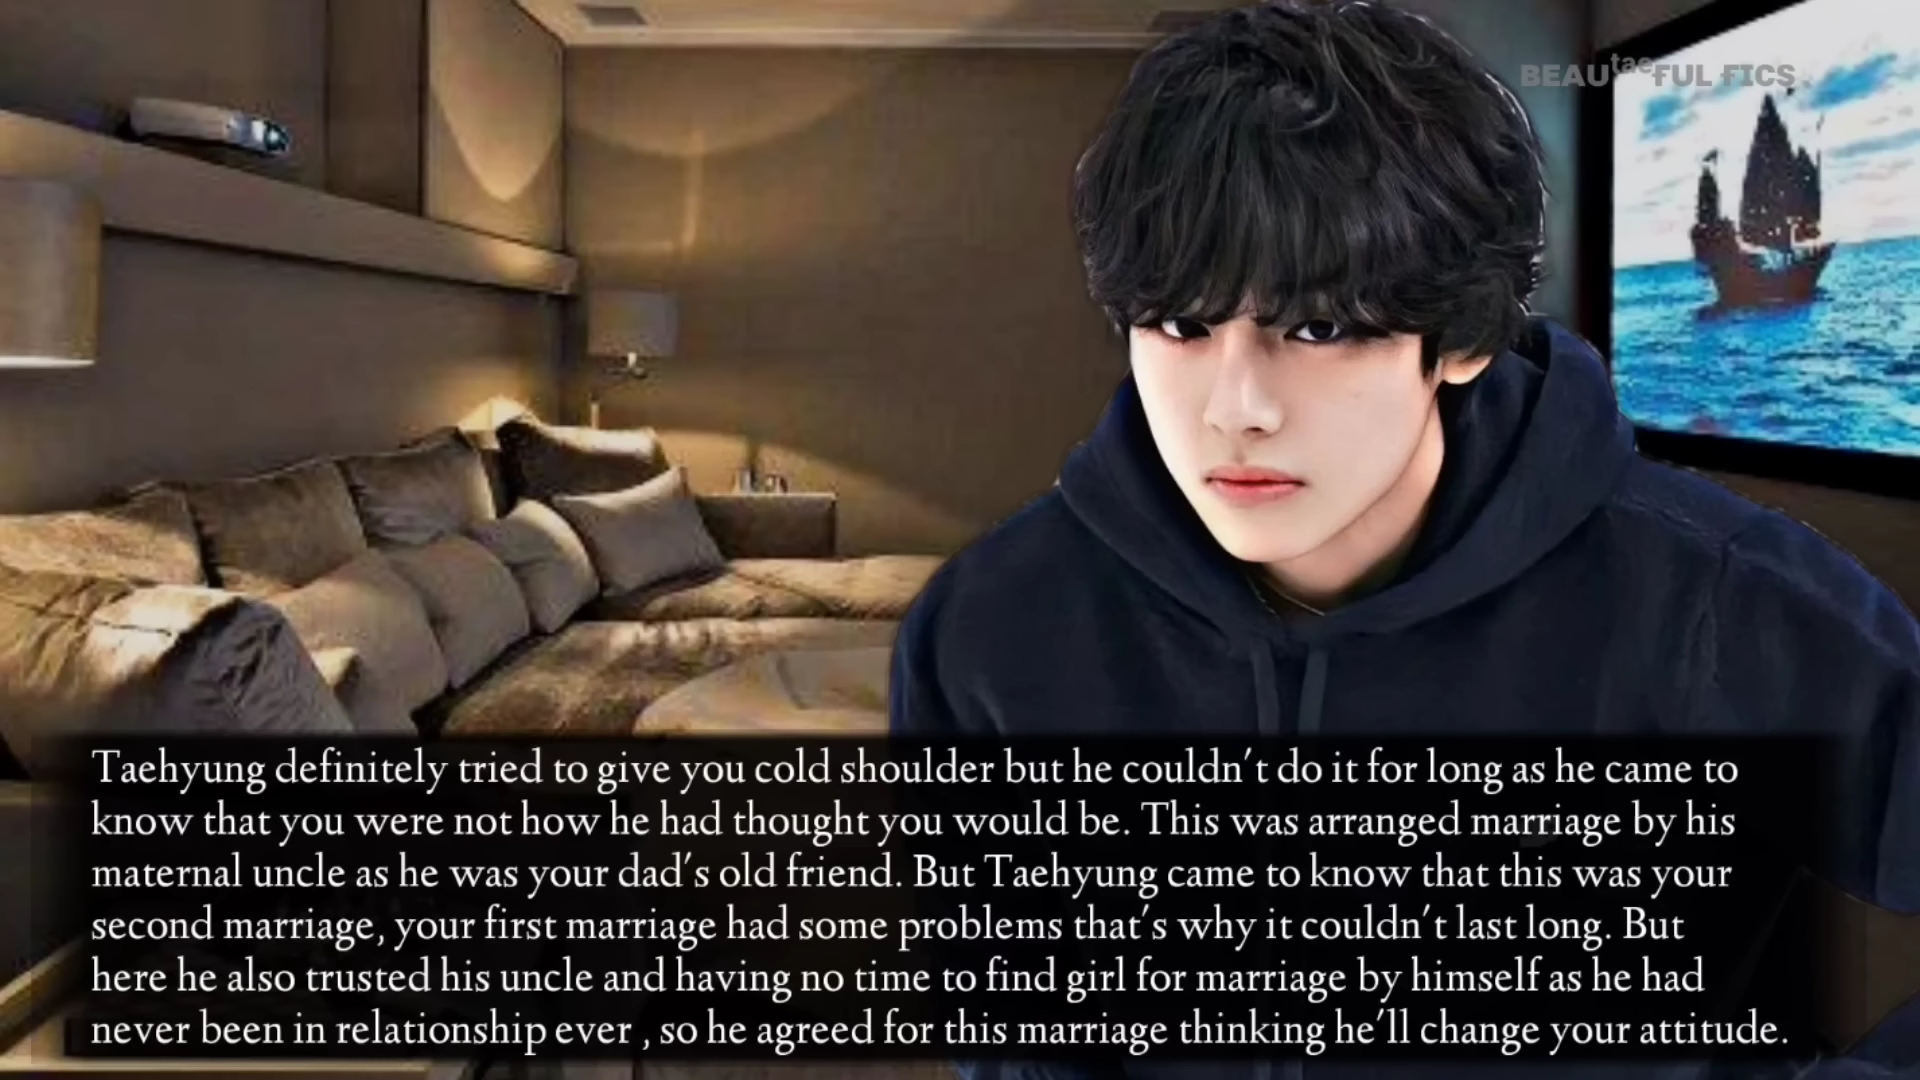 BEAUtaeFUL FICS
Taehyung definitely tried to give you cold shoulder but he couldn't do it for long as he came to
know that you were not how he had thought you would be. This was arranged marriage by his
maternal uncle as he was your dad's old friend. But Taehyung came to know that this was your
second marriage, your first marriage had some problems that's why it couldn't last long. But
here he also trusted his uncle and having no time to find girl for marriage by himself as he had
never been in relationship ever , so he agreed for this marriage thinking he'll change your attitude.